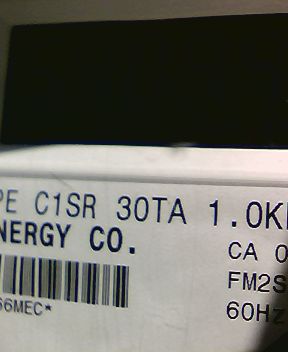 PE C1SR 30TA 1.0K
NERGY CO.
CA 0
FM2S
66MEC*
60HZ